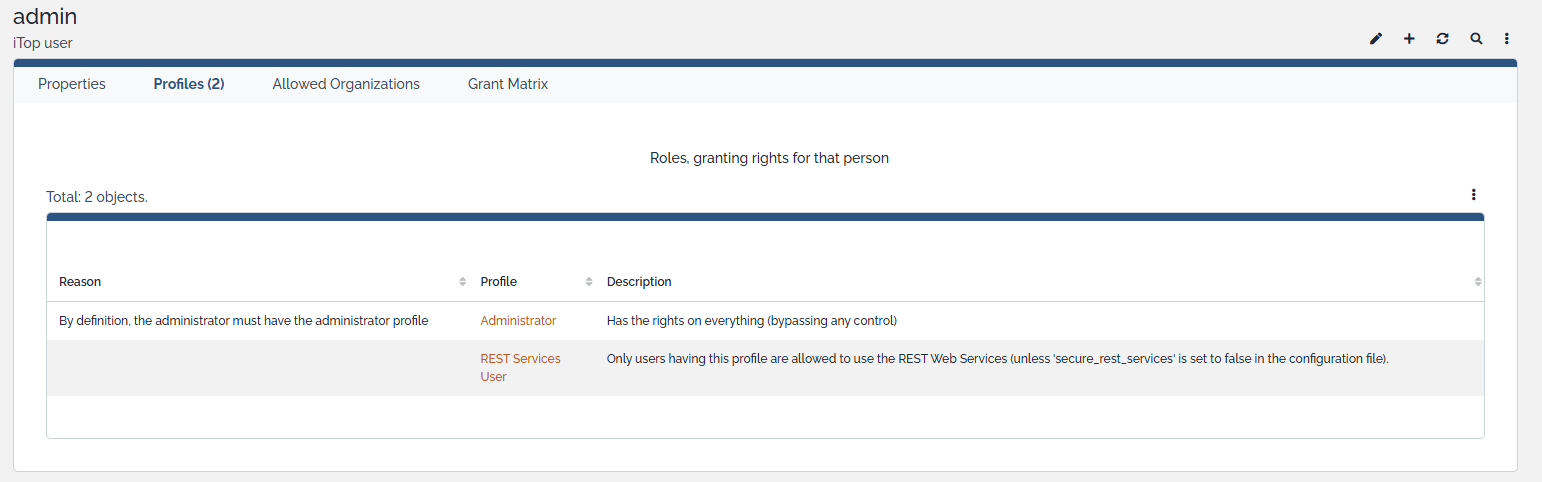 admin
iTop user
Properties Profiles (2) Allowed Organizations Grant Matrix
Roles, granting rights for that person
Total: 2 objects.
Reason Profile Description
By definition, the administrator must have the administrator profile Administrator Has the rights on everything (bypassing any control)
REST Services Only users having this profile are allowed to use the REST Web Services (unless 'secure_rest_services' is set to false in the configuration file).
User